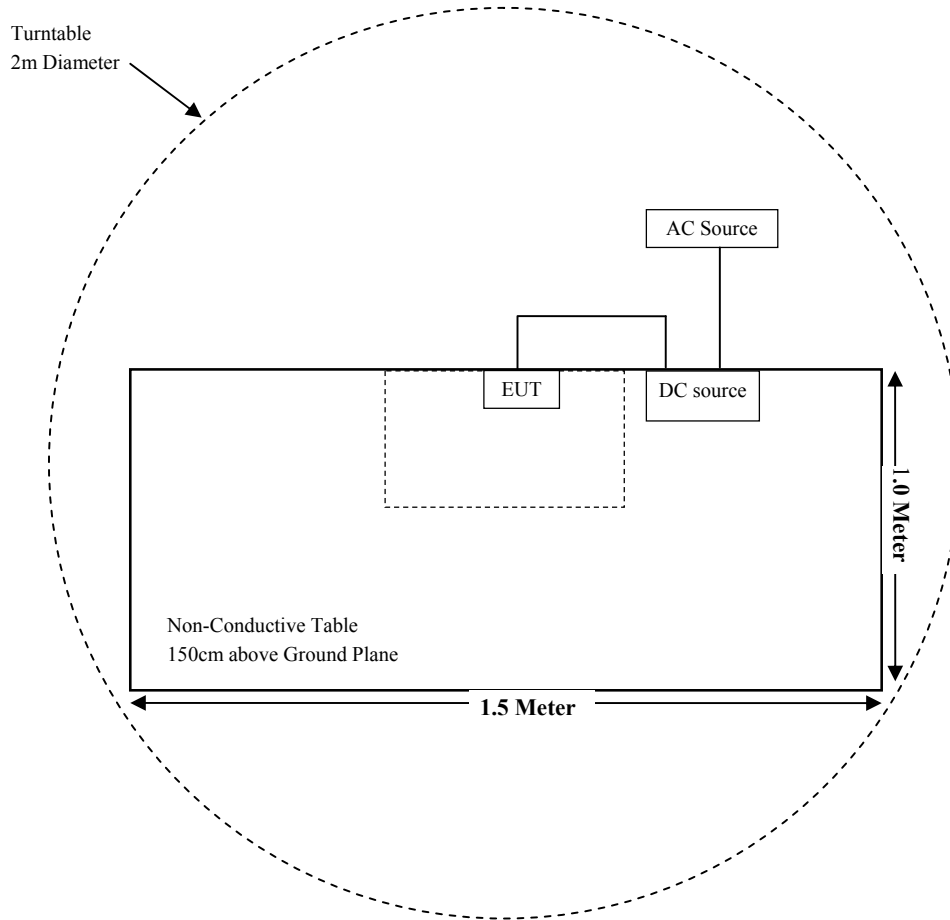 Turntable
2m Diameter
AC Source
EUT
DC source
1.0 Meter
Non-Conductive Table
150cm above Ground Plane
1.5 Meter